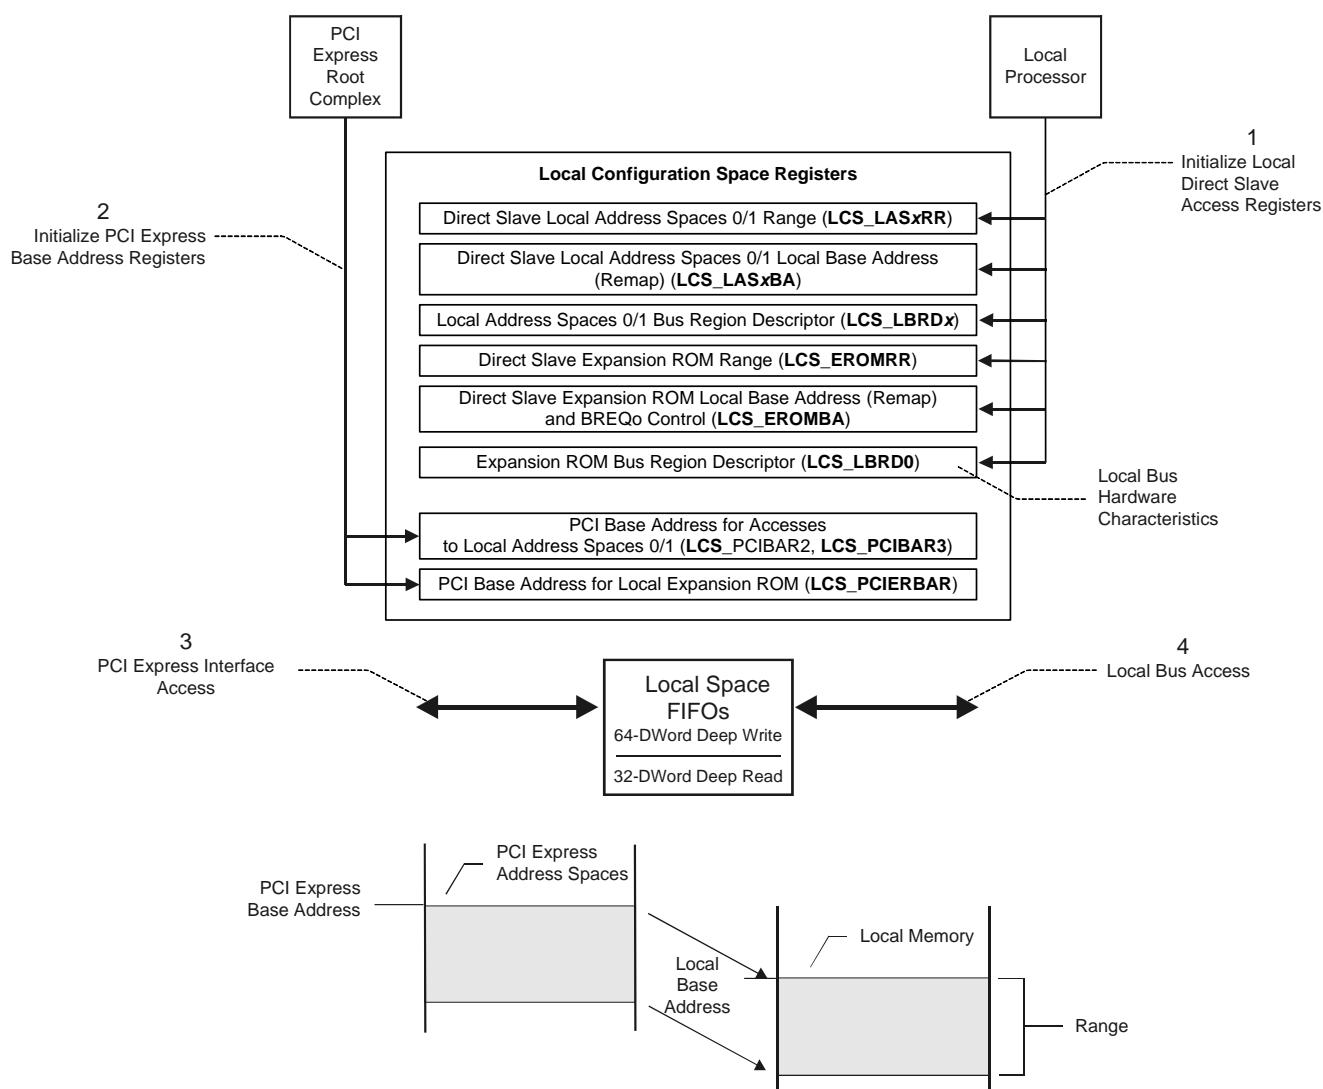 PCI
Express
Root
Complex
Local
Processor
1
Initialize Local
Direct Slave
Access Registers
2
Initialize PCI Express
Base Address Registers
Local Configuration Space Registers
Direct Slave Local Address Spaces 0/1 Range (LCS_LASxRR)
Direct Slave Local Address Spaces 0/1 Local Base Address
(Remap) (LCS_LASxBA)
Local Address Spaces 0/1 Bus Region Descriptor (LCS_LBRDx)
Direct Slave Expansion ROM Range (LCS_EROMRR)
Direct Slave Expansion ROM Local Base Address (Remap)
and BREQo Control (LCS_EROMBA)
Expansion ROM Bus Region Descriptor (LCS_LBRD0)
Local Bus
Hardware
Characteristics
PCI Base Address for Accesses
to Local Address Spaces 0/1 (LCS_PCIBAR2, LCS_PCIBAR3)
PCI Base Address for Local Expansion ROM (LCS_PCIERBAR)
3
PCI Express Interface
Access
Local Space
FIFOs
64-DWord Deep Write
32-DWord Deep Read
4
Local Bus Access
PCI Express
Address Spaces
PCI Express
Base Address
Local Memory
Local
Base
Address
Range